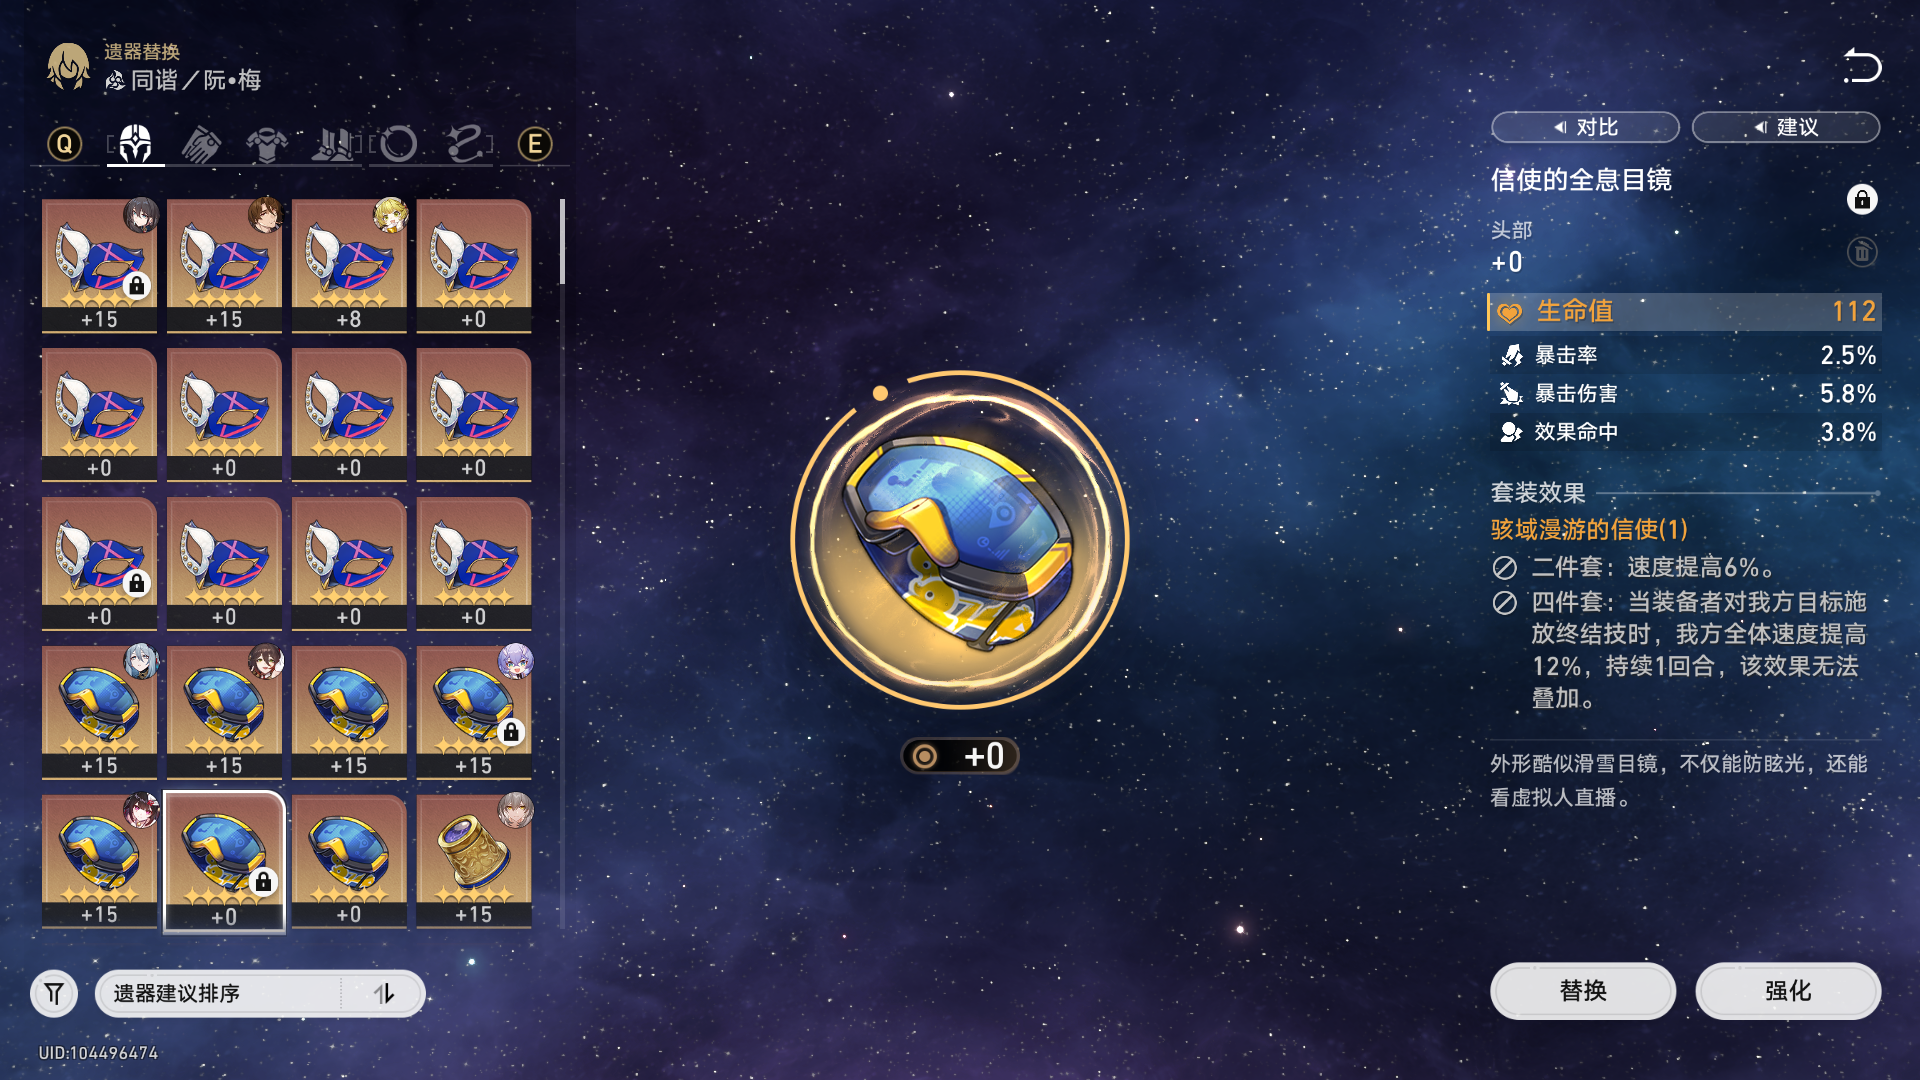 遗器替换
同谐／阮•梅
Q
E
+15
+15
+8
+0
+0
+0
+0
+0
+0
+0
+0
+0
+15
+15
+15
+15
+15
+0
+0
+15
遗器建议排序
UID:104496474
+0
对比
建议
信使的全息目镜
头部
+0
生命值 112
暴击率 2.5%
暴击伤害 5.8%
效果命中 3.8%
套装效果
骇域漫游的信使(1)
二件套：速度提高6%。
四件套：当装备者对我方目标施
放终结技时，我方全体速度提高
12%，持续1回合，该效果无法
叠加。
外形酷似滑雪目镜，不仅能防眩光，还能
看虚拟人直播。
替换
强化